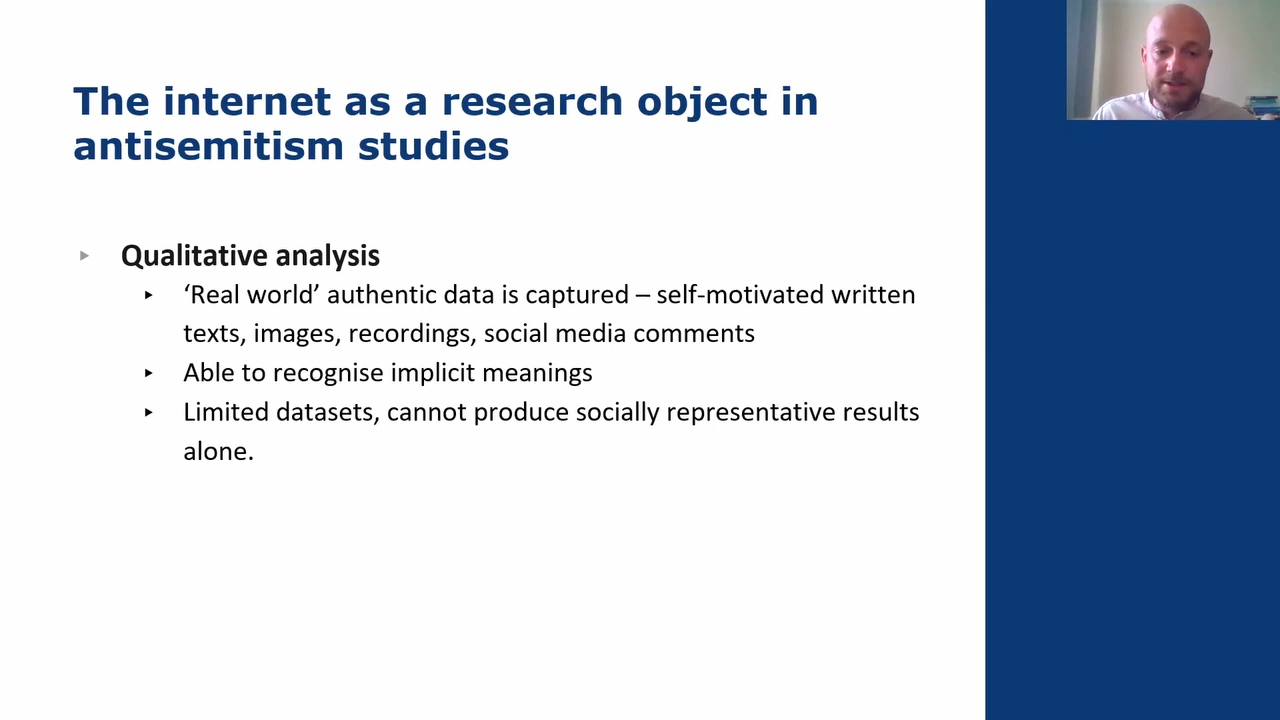 The internet as a research object in
antisemitism studies
▸ Qualitative analysis
▸ ‘Real world’ authentic data is captured – self-motivated written
texts, images, recordings, social media comments
▸ Able to recognise implicit meanings
▸ Limited datasets, cannot produce socially representative results
alone.